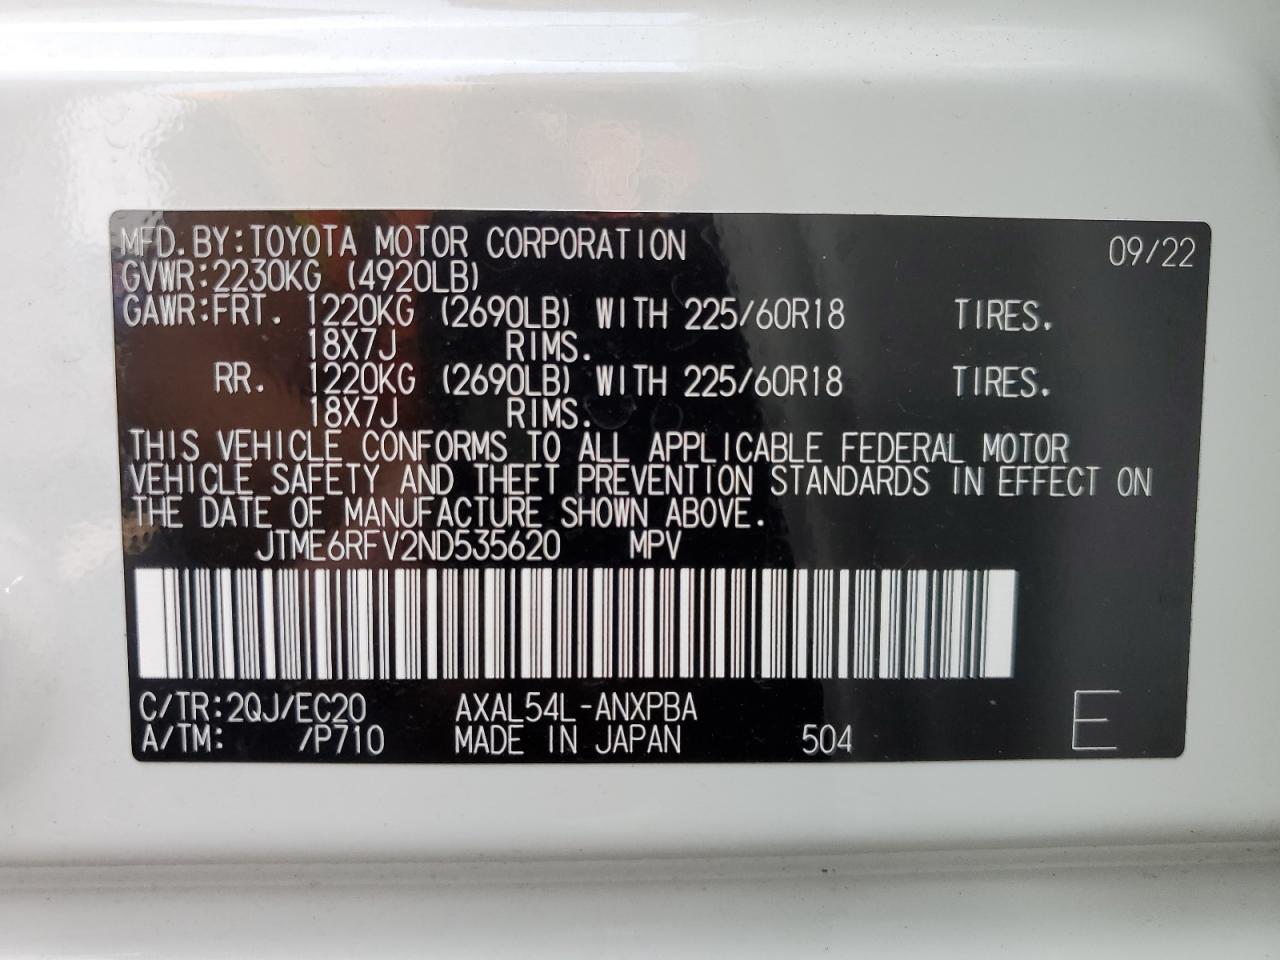 MFD. BY: TOYOTA MOTOR CORPORATION 09/22
GVWR: 2230KG (4920LB)
GAWR: FRT. 1220KG (2690LB) WITH 225/60R18 TIRES.
18X7J RIMS.
RR. 1220KG (2690LB) WITH 225/60R18 TIRES.
18X7J RIMS.
THIS VEHICLE CONFORMS TO ALL APPLICABLE FEDERAL MOTOR
VEHICLE SAFETY AND THEFT PREVENTION STANDARDS IN EFFECT ON
THE DATE OF MANUFACTURE SHOWN ABOVE.
JTME6RFV2ND535620 MPV
C/TR: 2QJ/EC20 AXAL54L-ANXPBA E
A/TM: /P710 MADE IN JAPAN 504